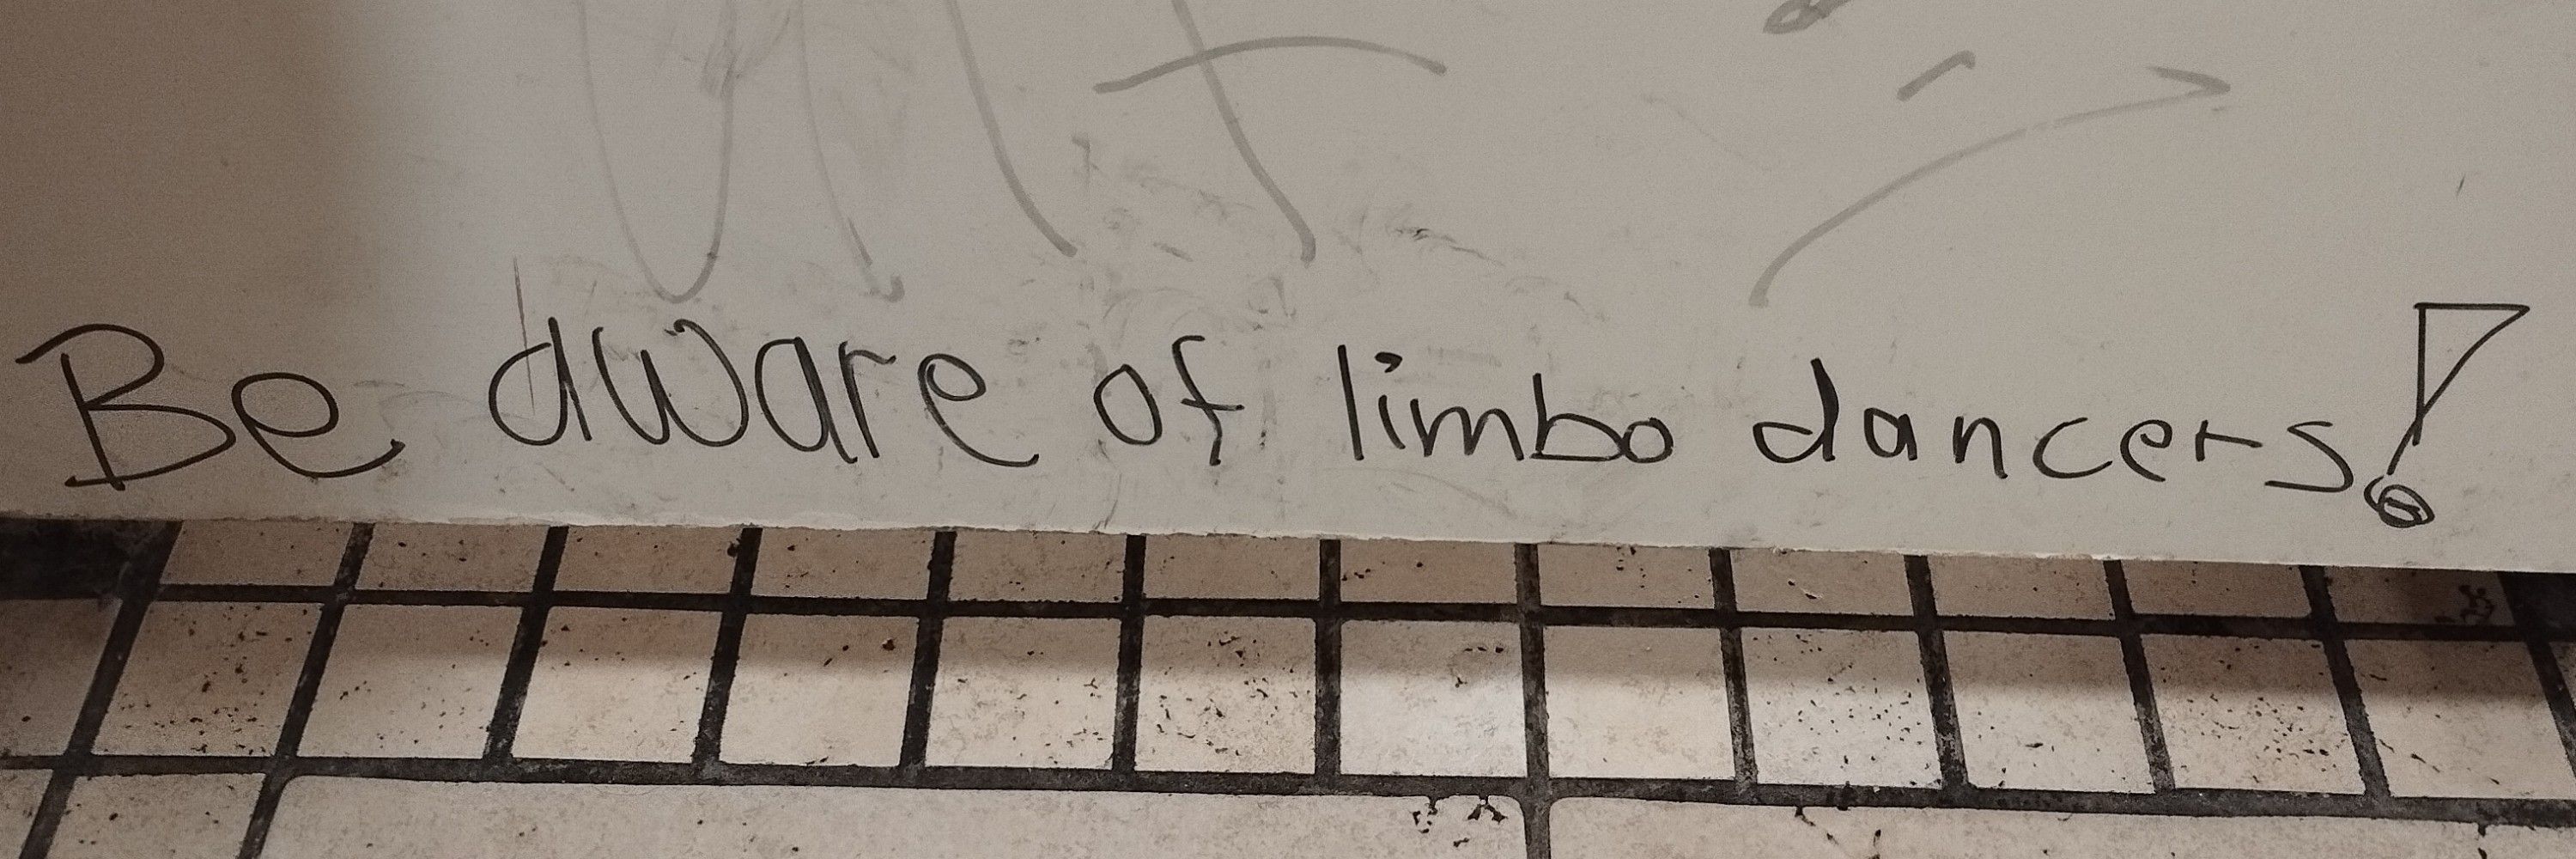 Be aware of limbo dancers!